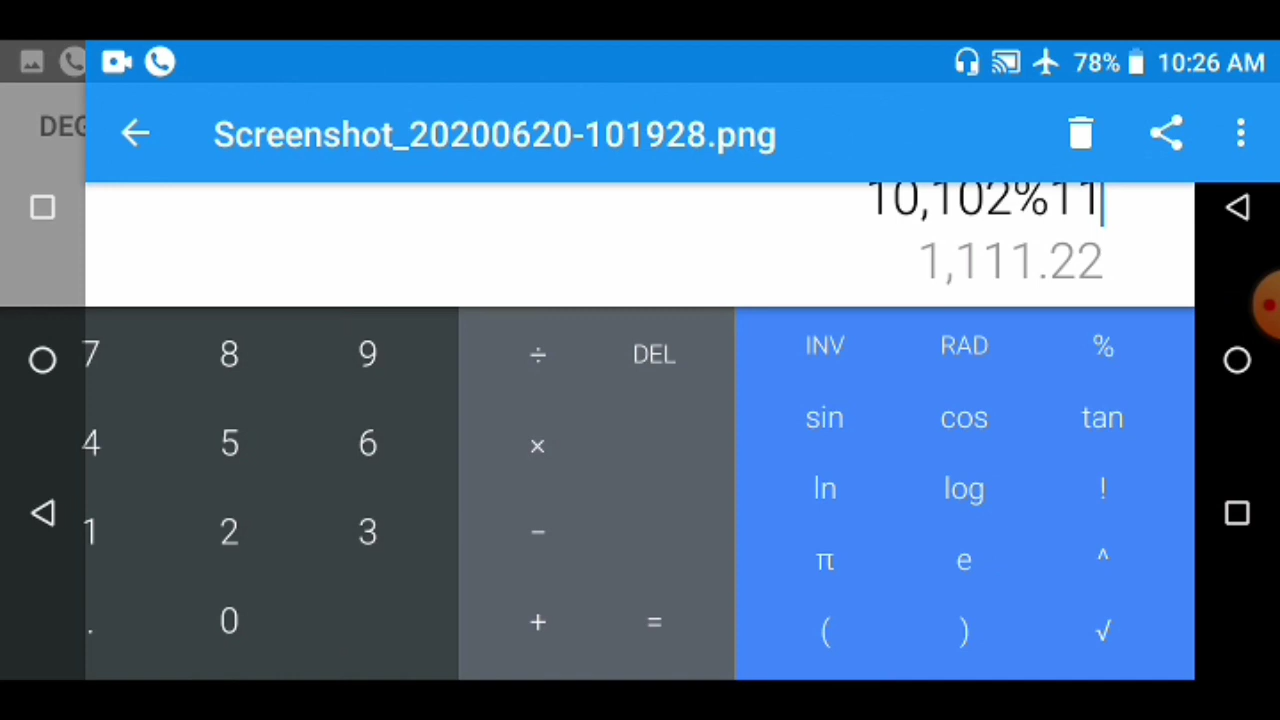 78% 10:26 AM
DEG
Screenshot_20200620-101928.png
10,102%11
1,111.22
7 8 9 ÷ DEL INV RAD %
4 5 6 × sin cos tan
1 2 3 − ln log !
. 0 + = π e ^
( ) √